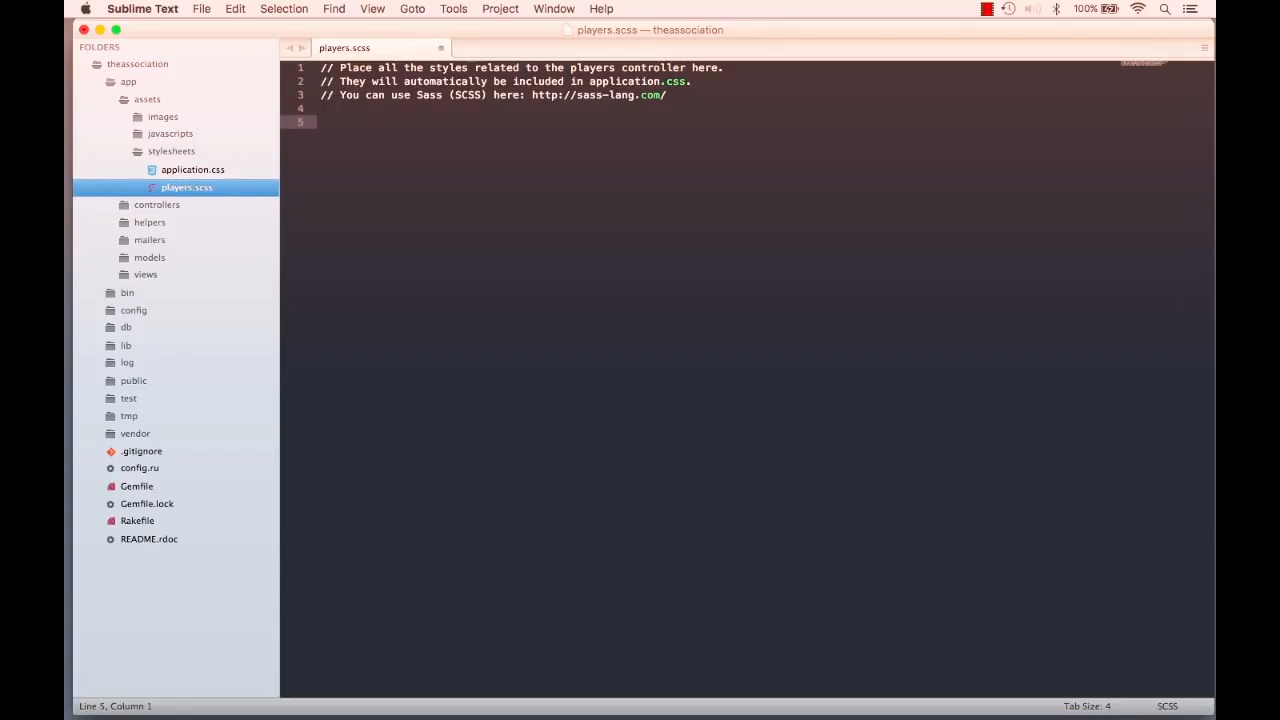 Sublime Text File Edit Selection Find View Goto Tools Project Window Help 100%
players.scss — theassociation
FOLDERS
theassociation
app
assets
images
javascripts
stylesheets
application.css
players.scss
controllers
helpers
mailers
models
views
bin
config
db
lib
log
public
test
tmp
vendor
.gitignore
config.ru
Gemfile
Gemfile.lock
Rakefile
README.rdoc
players.scss
1 // Place all the styles related to the players controller here.
2 // They will automatically be included in application.css.
3 // You can use Sass (SCSS) here: http://sass-lang.com/
4
5
Line 5, Column 1 Tab Size: 4 SCSS